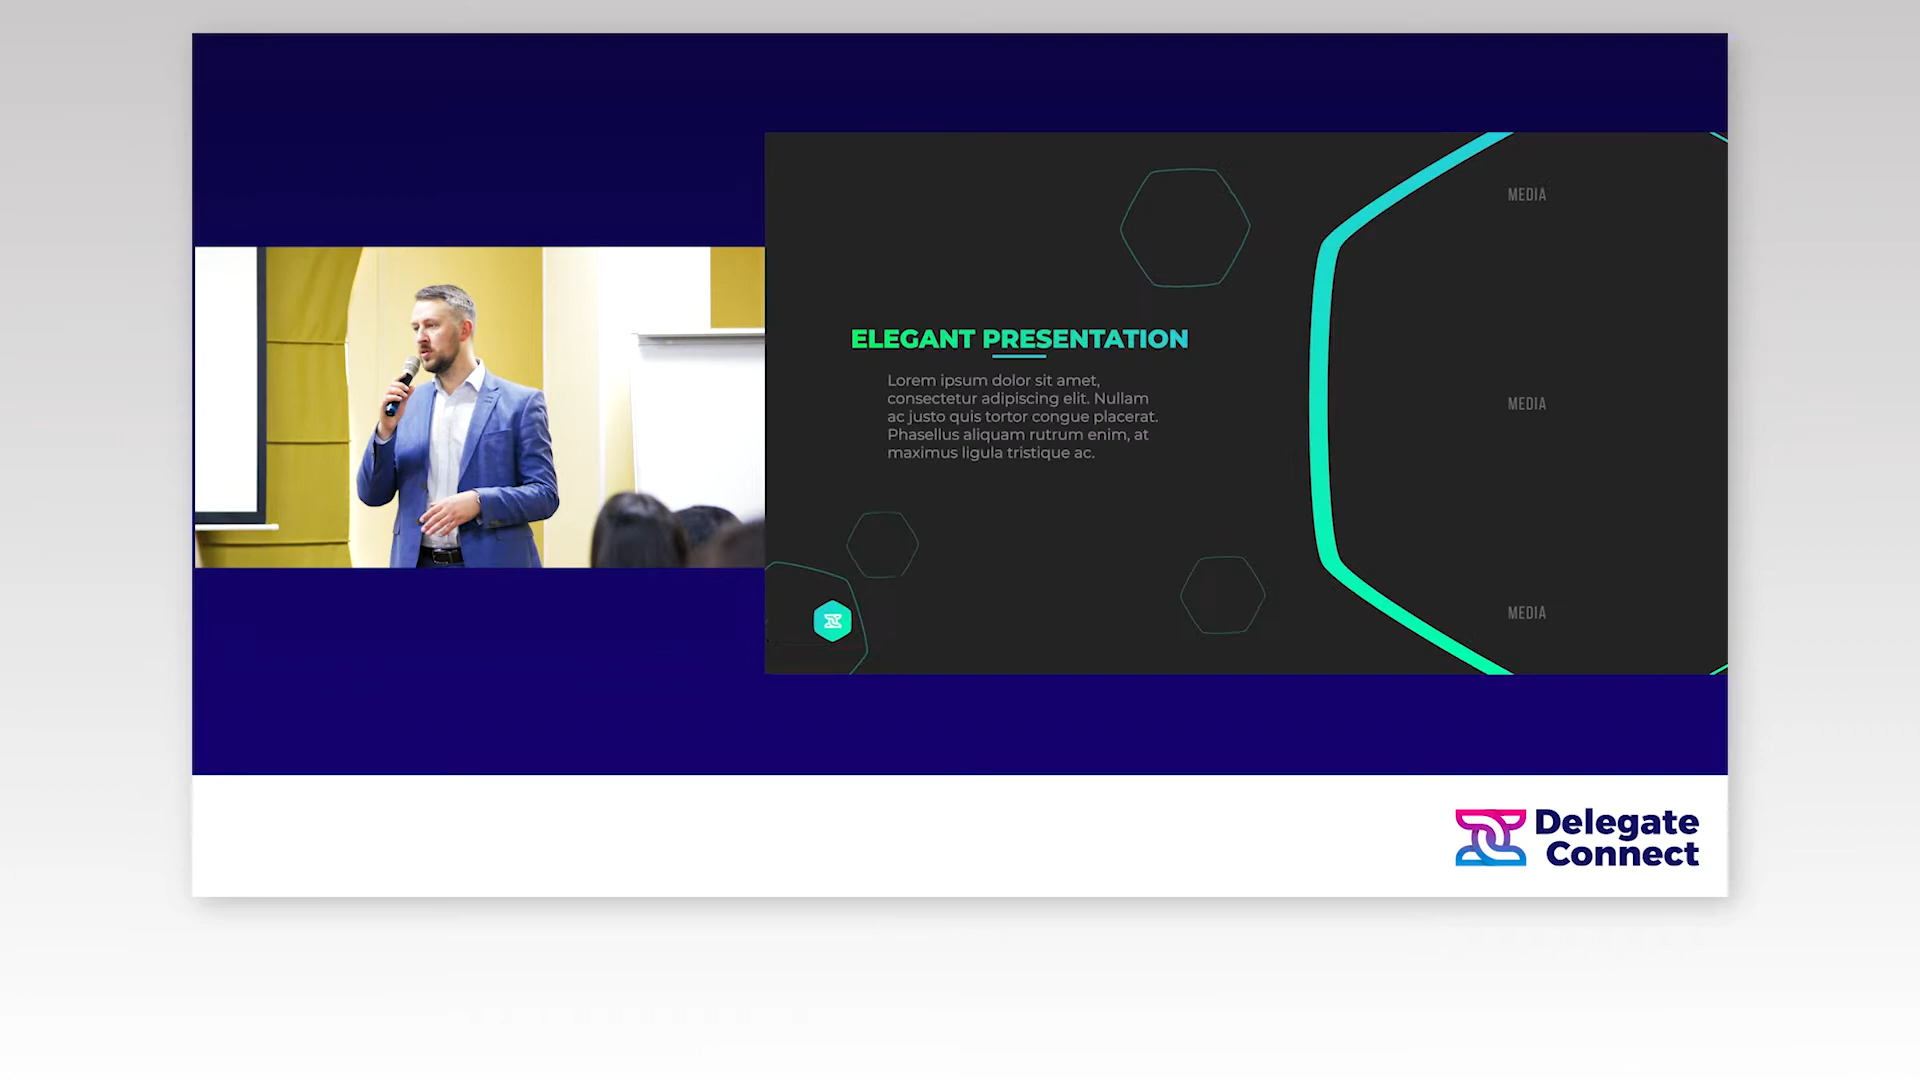 MEDIA
ELEGANT PRESENTATION
Lorem ipsum dolor sit amet,
consectetur adipiscing elit. Nullam
ac justo quis tortor congue placerat.
Phasellus aliquam rutrum enim, at
maximus ligula tristique ac.
MEDIA
MEDIA
Delegate
Connect